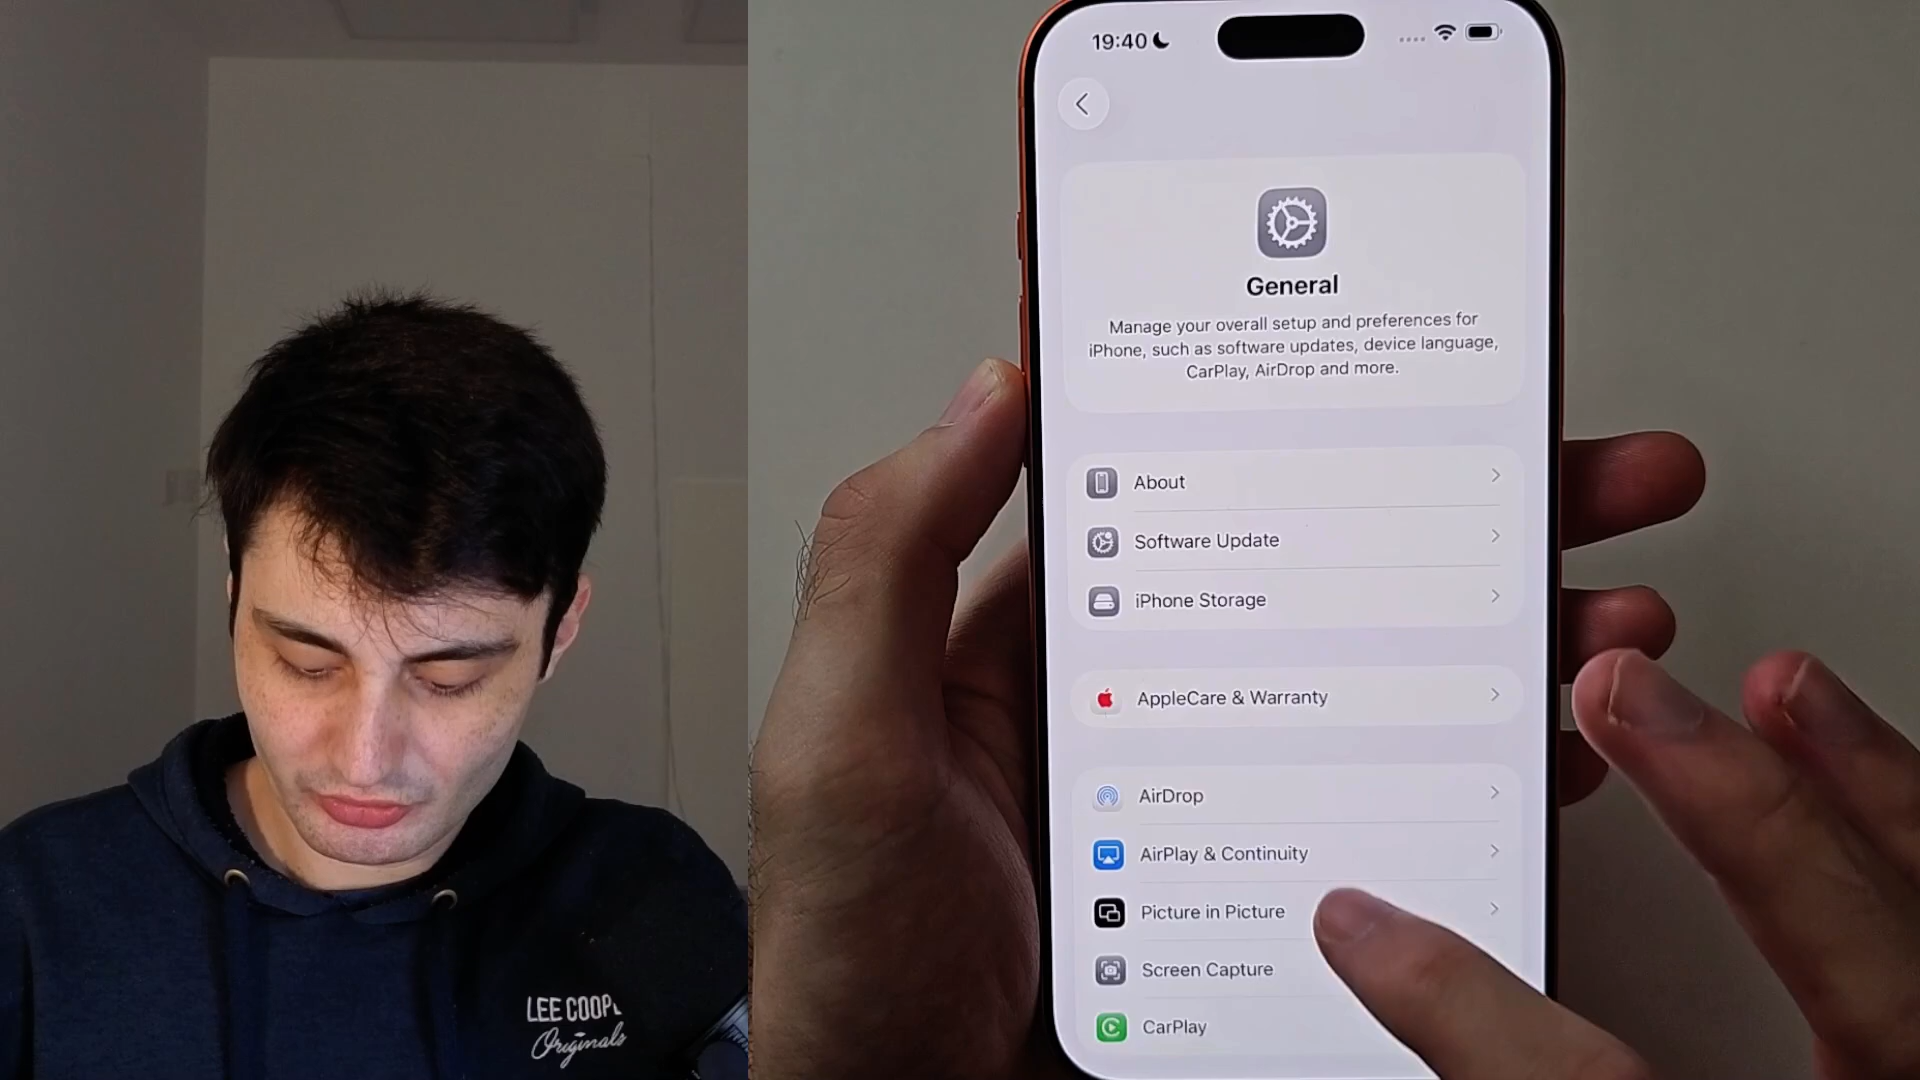 19:40
General
Manage your overall setup and preferences for
iPhone, such as software updates, device language,
CarPlay, AirDrop and more.
About
Software Update
iPhone Storage
AppleCare & Warranty
AirDrop
AirPlay & Continuity
Picture in Picture
Screen Capture
CarPlay
LEE COOP
Originals